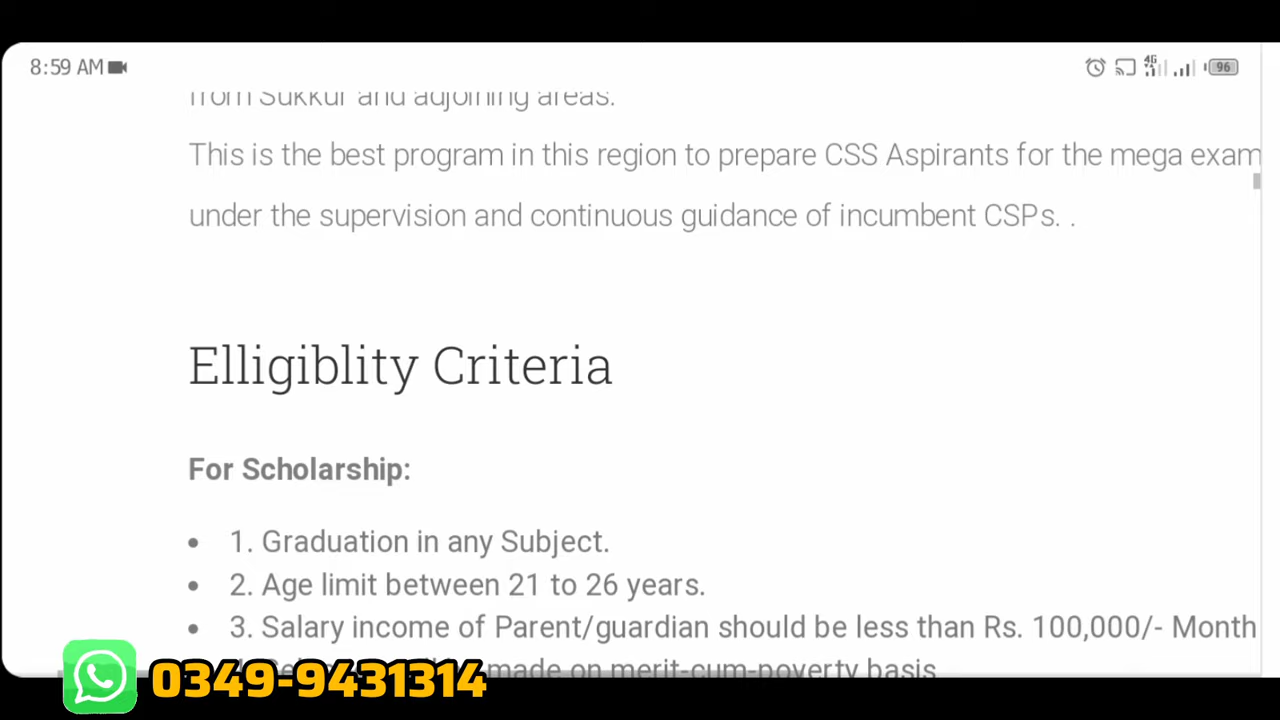 8:59 AM
4G
96
from Sukkur and adjoining areas.
This is the best program in this region to prepare CSS Aspirants for the mega exam
under the supervision and continuous guidance of incumbent CSPs. .
Elligiblity Criteria
For Scholarship:
• 1. Graduation in any Subject.
• 2. Age limit between 21 to 26 years.
• 3. Salary income of Parent/guardian should be less than Rs. 100,000/- Month
made on merit-cum-poverty basis
0349-9431314